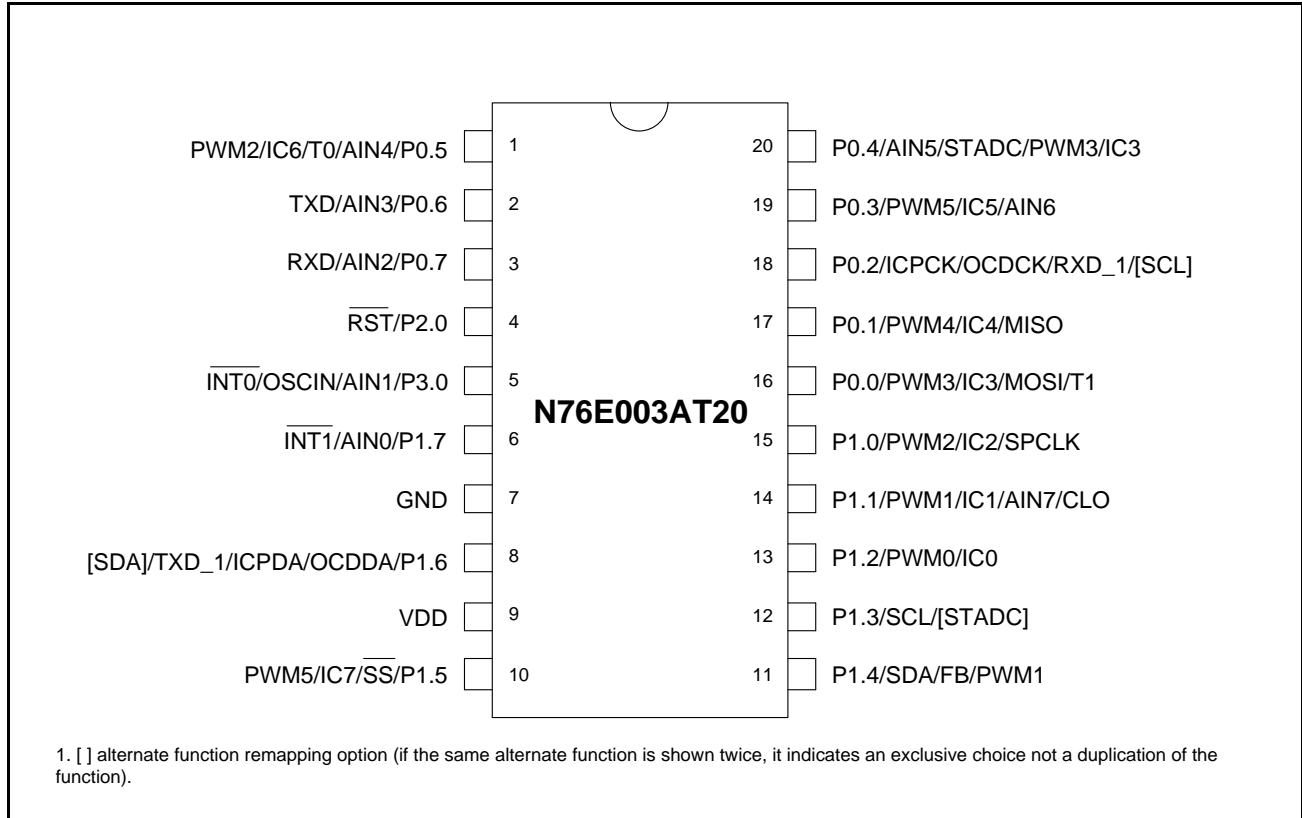 PWM2/IC6/T0/AIN4/P0.5 1 20 P0.4/AIN5/STADC/PWM3/IC3
TXD/AIN3/P0.6 2 19 P0.3/PWM5/IC5/AIN6
RXD/AIN2/P0.7 3 18 P0.2/ICPCK/OCDCK/RXD_1/[SCL]
RST/P2.0 4 17 P0.1/PWM4/IC4/MISO
INT0/OSCIN/AIN1/P3.0 5 16 P0.0/PWM3/IC3/MOSI/T1
N76E003AT20
INT1/AIN0/P1.7 6 15 P1.0/PWM2/IC2/SPCLK
GND 7 14 P1.1/PWM1/IC1/AIN7/CLO
[SDA]/TXD_1/ICPDA/OCDDA/P1.6 8 13 P1.2/PWM0/IC0
VDD 9 12 P1.3/SCL/[STADC]
PWM5/IC7/SS/P1.5 10 11 P1.4/SDA/FB/PWM1
1. [ ] alternate function remapping option (if the same alternate function is shown twice, it indicates an exclusive choice not a duplication of the
function).